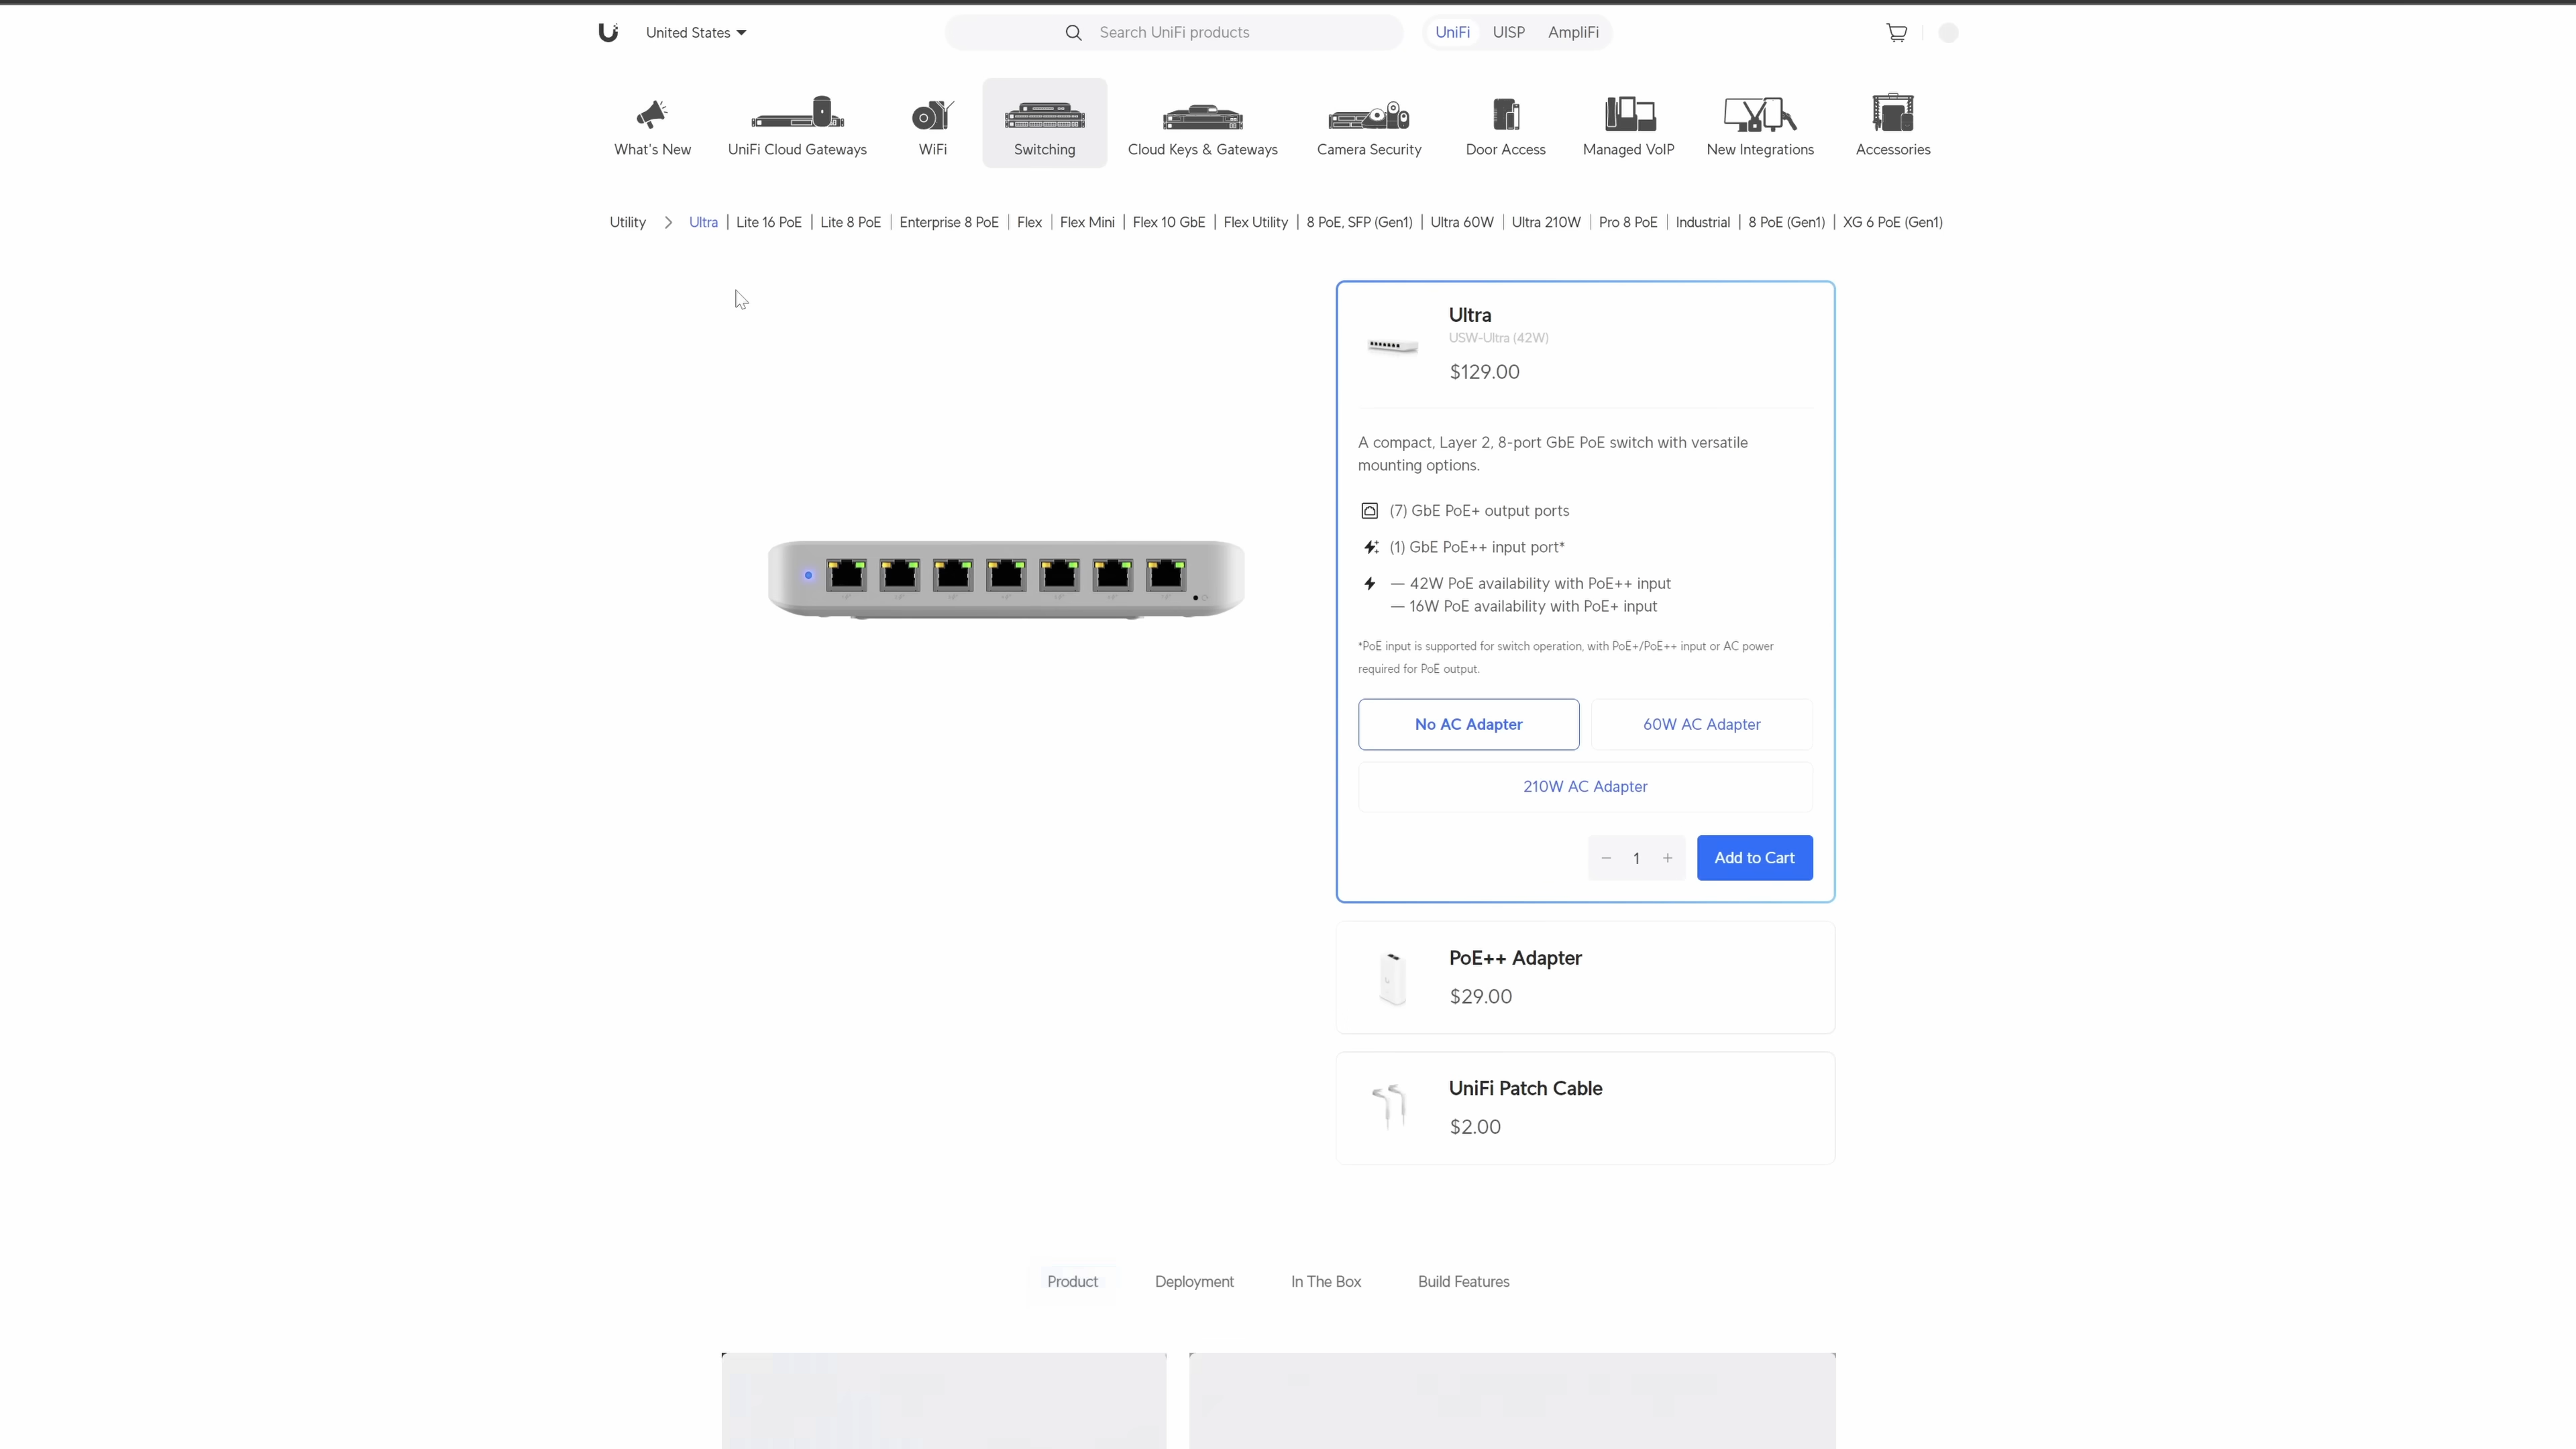 United States
Search UniFi products
UniFi
UISP
AmpliFi
What's New
UniFi Cloud Gateways
WiFi
Switching
Cloud Keys & Gateways
Camera Security
Door Access
Managed VoIP
New Integrations
Accessories
Utility > Ultra | Lite 16 PoE | Lite 8 PoE | Enterprise 8 PoE | Flex | Flex Mini | Flex 10 GbE | Flex Utility | 8 PoE, SFP (Gen1) | Ultra 60W | Ultra 210W | Pro 8 PoE | Industrial | 8 PoE (Gen1) | XG 6 PoE (Gen1)
Ultra
USW-Ultra (42W)
$129.00
A compact, Layer 2, 8-port GbE PoE switch with versatile
mounting options.
(7) GbE PoE+ output ports
(1) GbE PoE++ input port*
— 42W PoE availability with PoE++ input
— 16W PoE availability with PoE+ input
*PoE input is supported for switch operation, with PoE+/PoE++ input or AC power
required for PoE output.
No AC Adapter
60W AC Adapter
210W AC Adapter
− 1 +
Add to Cart
PoE++ Adapter
$29.00
UniFi Patch Cable
$2.00
Product
Deployment
In The Box
Build Features